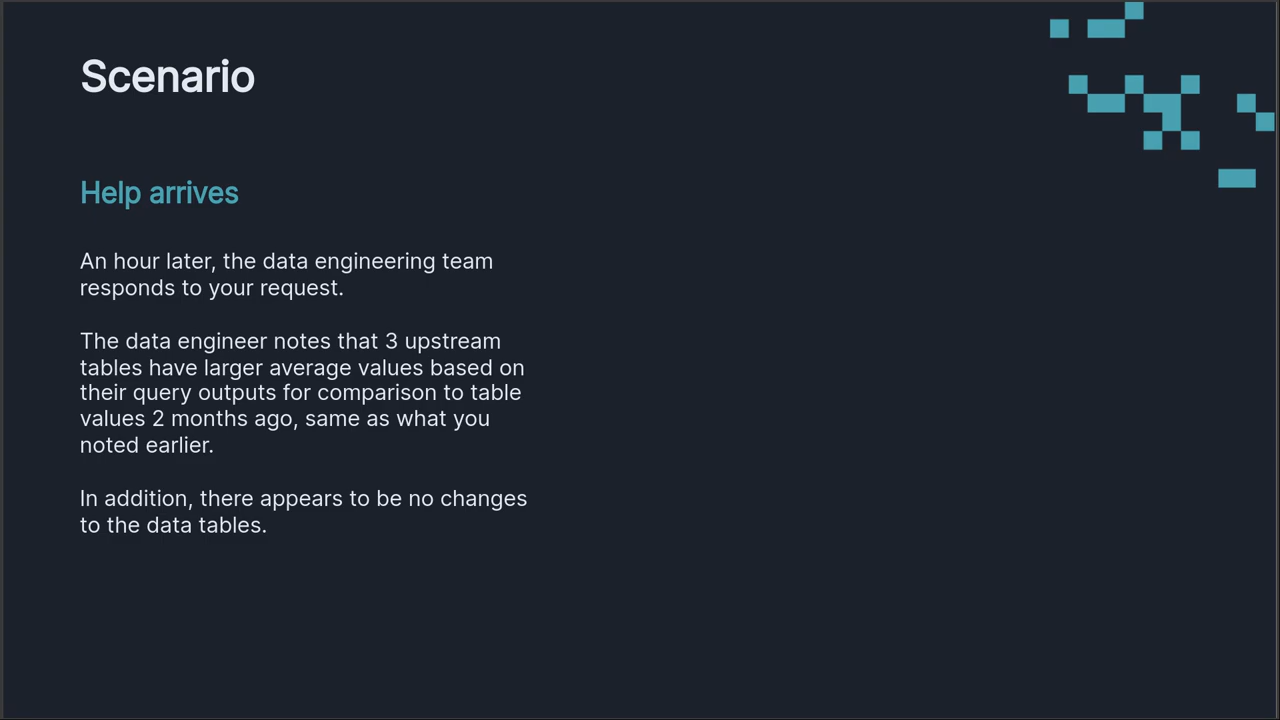 Scenario
Help arrives
An hour later, the data engineering team
responds to your request.
The data engineer notes that 3 upstream
tables have larger average values based on
their query outputs for comparison to table
values 2 months ago, same as what you
noted earlier.
In addition, there appears to be no changes
to the data tables.